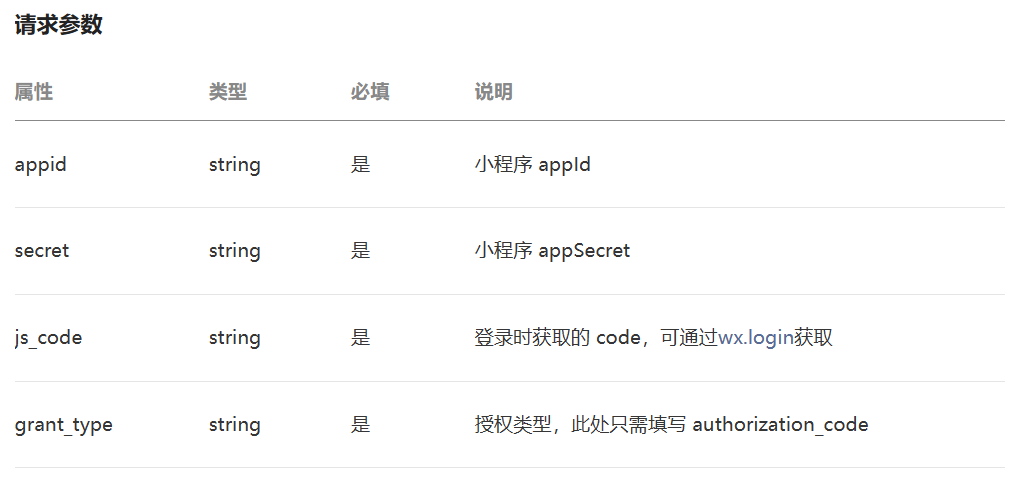 请求参数
属性 类型 必填 说明
appid string 是 小程序 appId
secret string 是 小程序 appSecret
js_code string 是 登录时获取的 code，可通过wx.login获取
grant_type string 是 授权类型，此处只需填写 authorization_code